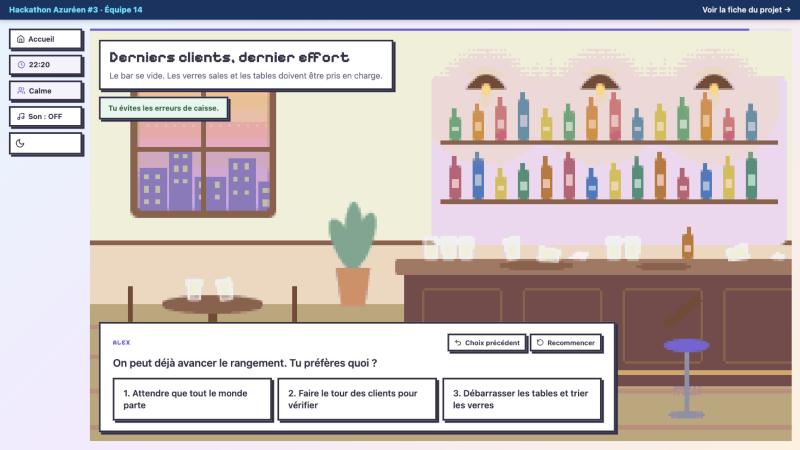 Hackathon Azuréen #3 · Équipe 14
Voir la fiche du projet →
Accueil
22:20
Calme
Son : OFF
Derniers clients, dernier effort
Le bar se vide. Les verres sales et les tables doivent être pris en charge.
Tu évites les erreurs de caisse.
ALEX
Choix précédent
Recommencer
On peut déjà avancer le rangement. Tu préfères quoi ?
1. Attendre que tout le monde
parte
2. Faire le tour des clients pour
vérifier
3. Débarrasser les tables et trier
les verres